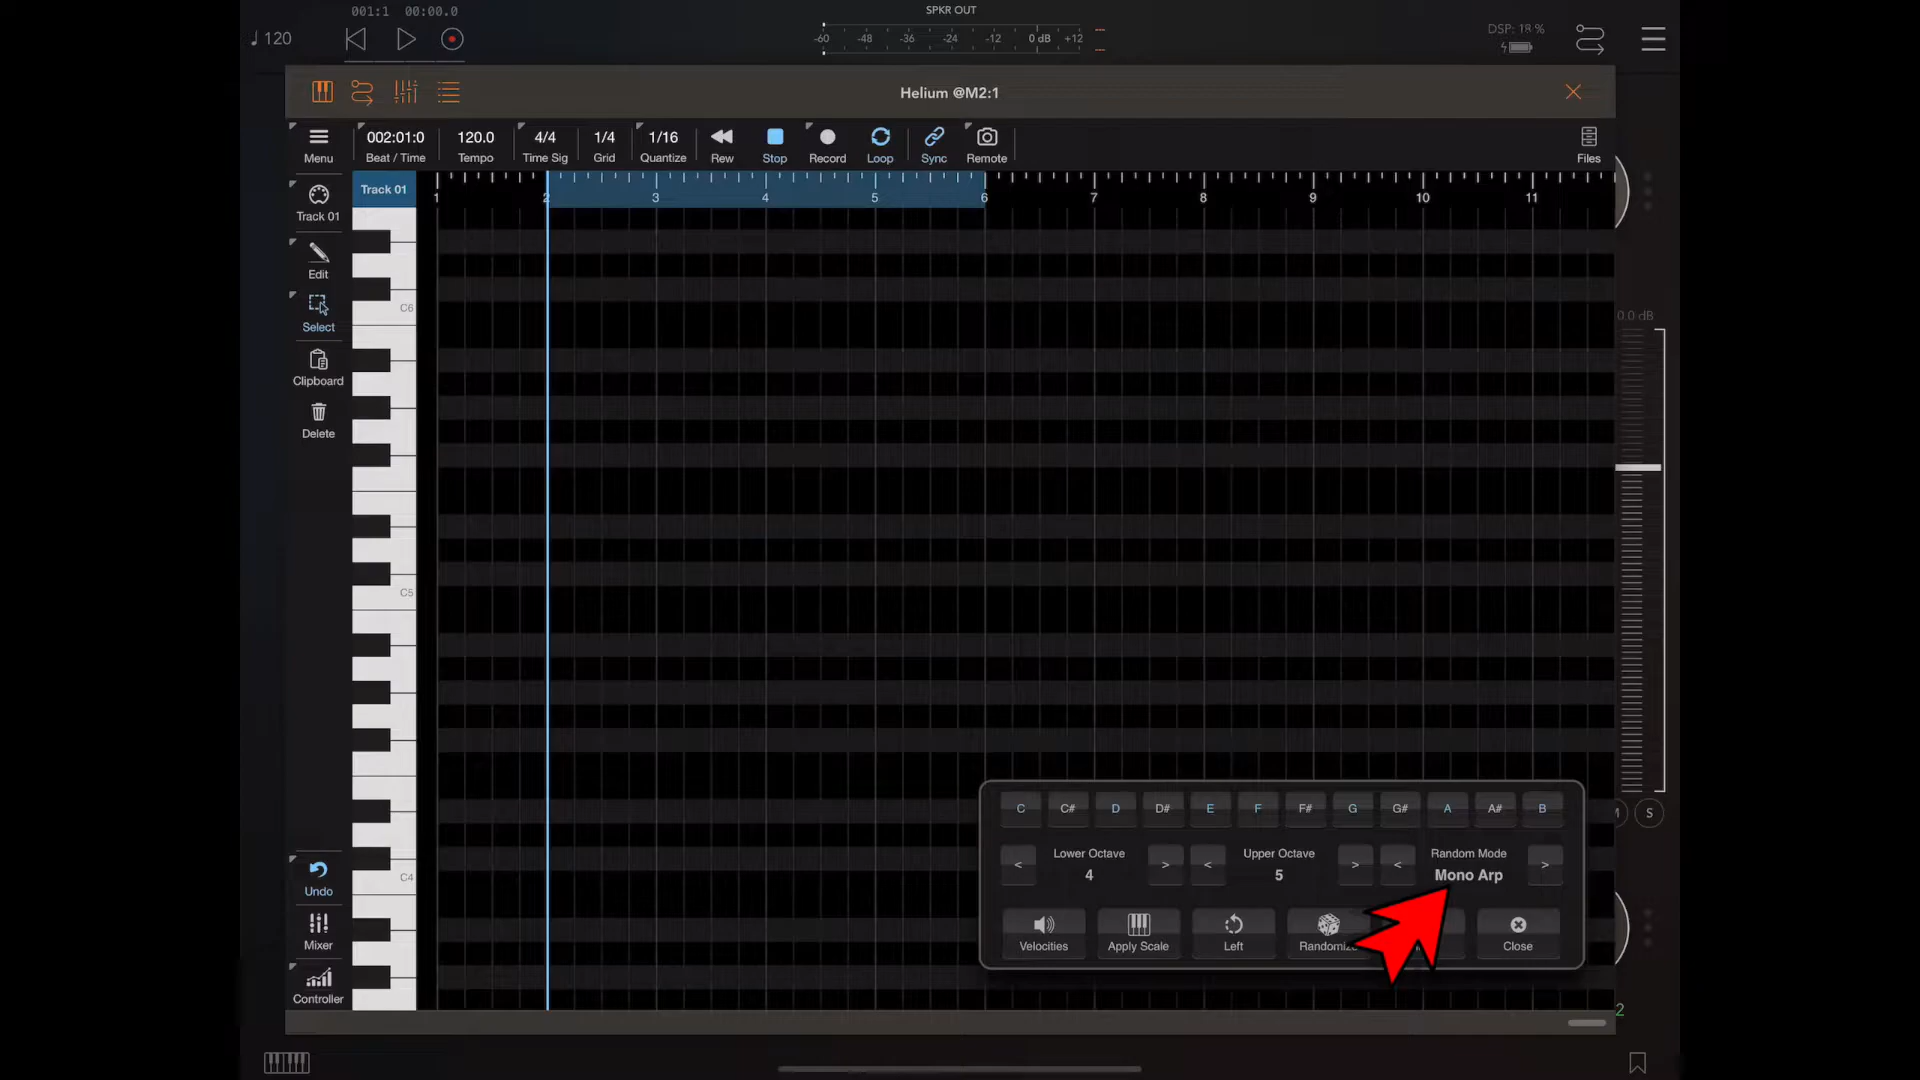 001:1 00:00.0
SPKR OUT
120
-60 -48 -36 -24 -12 0 dB +12
DSP: 18 %
Helium @M2:1
Menu
002:01:0
Beat / Time
120.0
Tempo
4/4
Time Sig
1/4
Grid
1/16
Quantize
Rew
Stop
Record
Loop
Sync
Remote
Files
Track 01
1 2 3 4 5 6 7 8 9 10 11
Track 01
Edit
Select
Clipboard
Delete
C6
C5
C4
0.0 dB
C C# D D# E F F# G G# A A# B
Lower Octave
< 4 >
Upper Octave
< 5 >
Random Mode
< Mono Arp >
Velocities
Apply Scale
Left
Close
S
Undo
Mixer
Controller
2